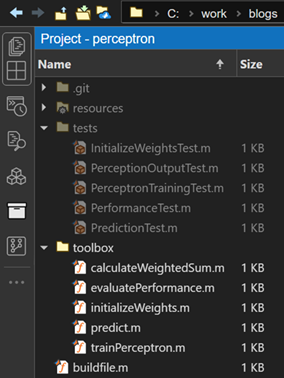 C: work blogs
Project - perceptron
Name Size
.git
resources
tests
InitializeWeightsTest.m 1 KB
PerceptionOutputTest.m 1 KB
PerceptronTrainingTest.m 1 KB
PerformanceTest.m 1 KB
PredictionTest.m 1 KB
toolbox
calculateWeightedSum.m 1 KB
evaluatePerformance.m 1 KB
initializeWeights.m 1 KB
predict.m 1 KB
trainPerceptron.m 1 KB
buildfile.m 1 KB